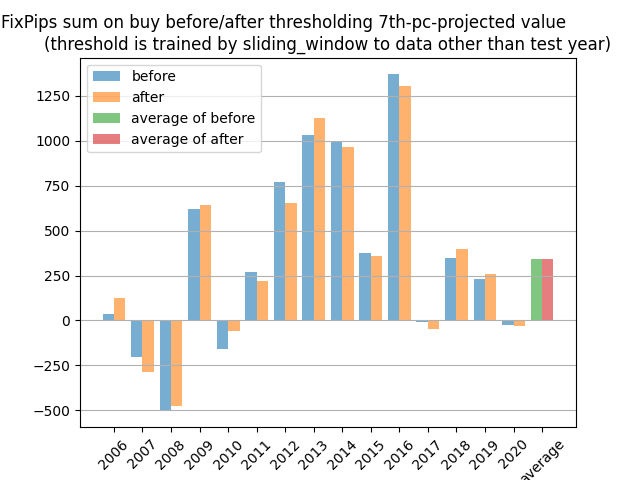 FixPips sum on buy before/after thresholding 7th-pc-projected value
(threshold is trained by sliding_window to data other than test year)
before
after
average of before
average of after
1250
1000
750
500
250
0
−250
−500
2006 2007 2008 2009 2010 2011 2012 2013 2014 2015 2016 2017 2018 2019 2020 average